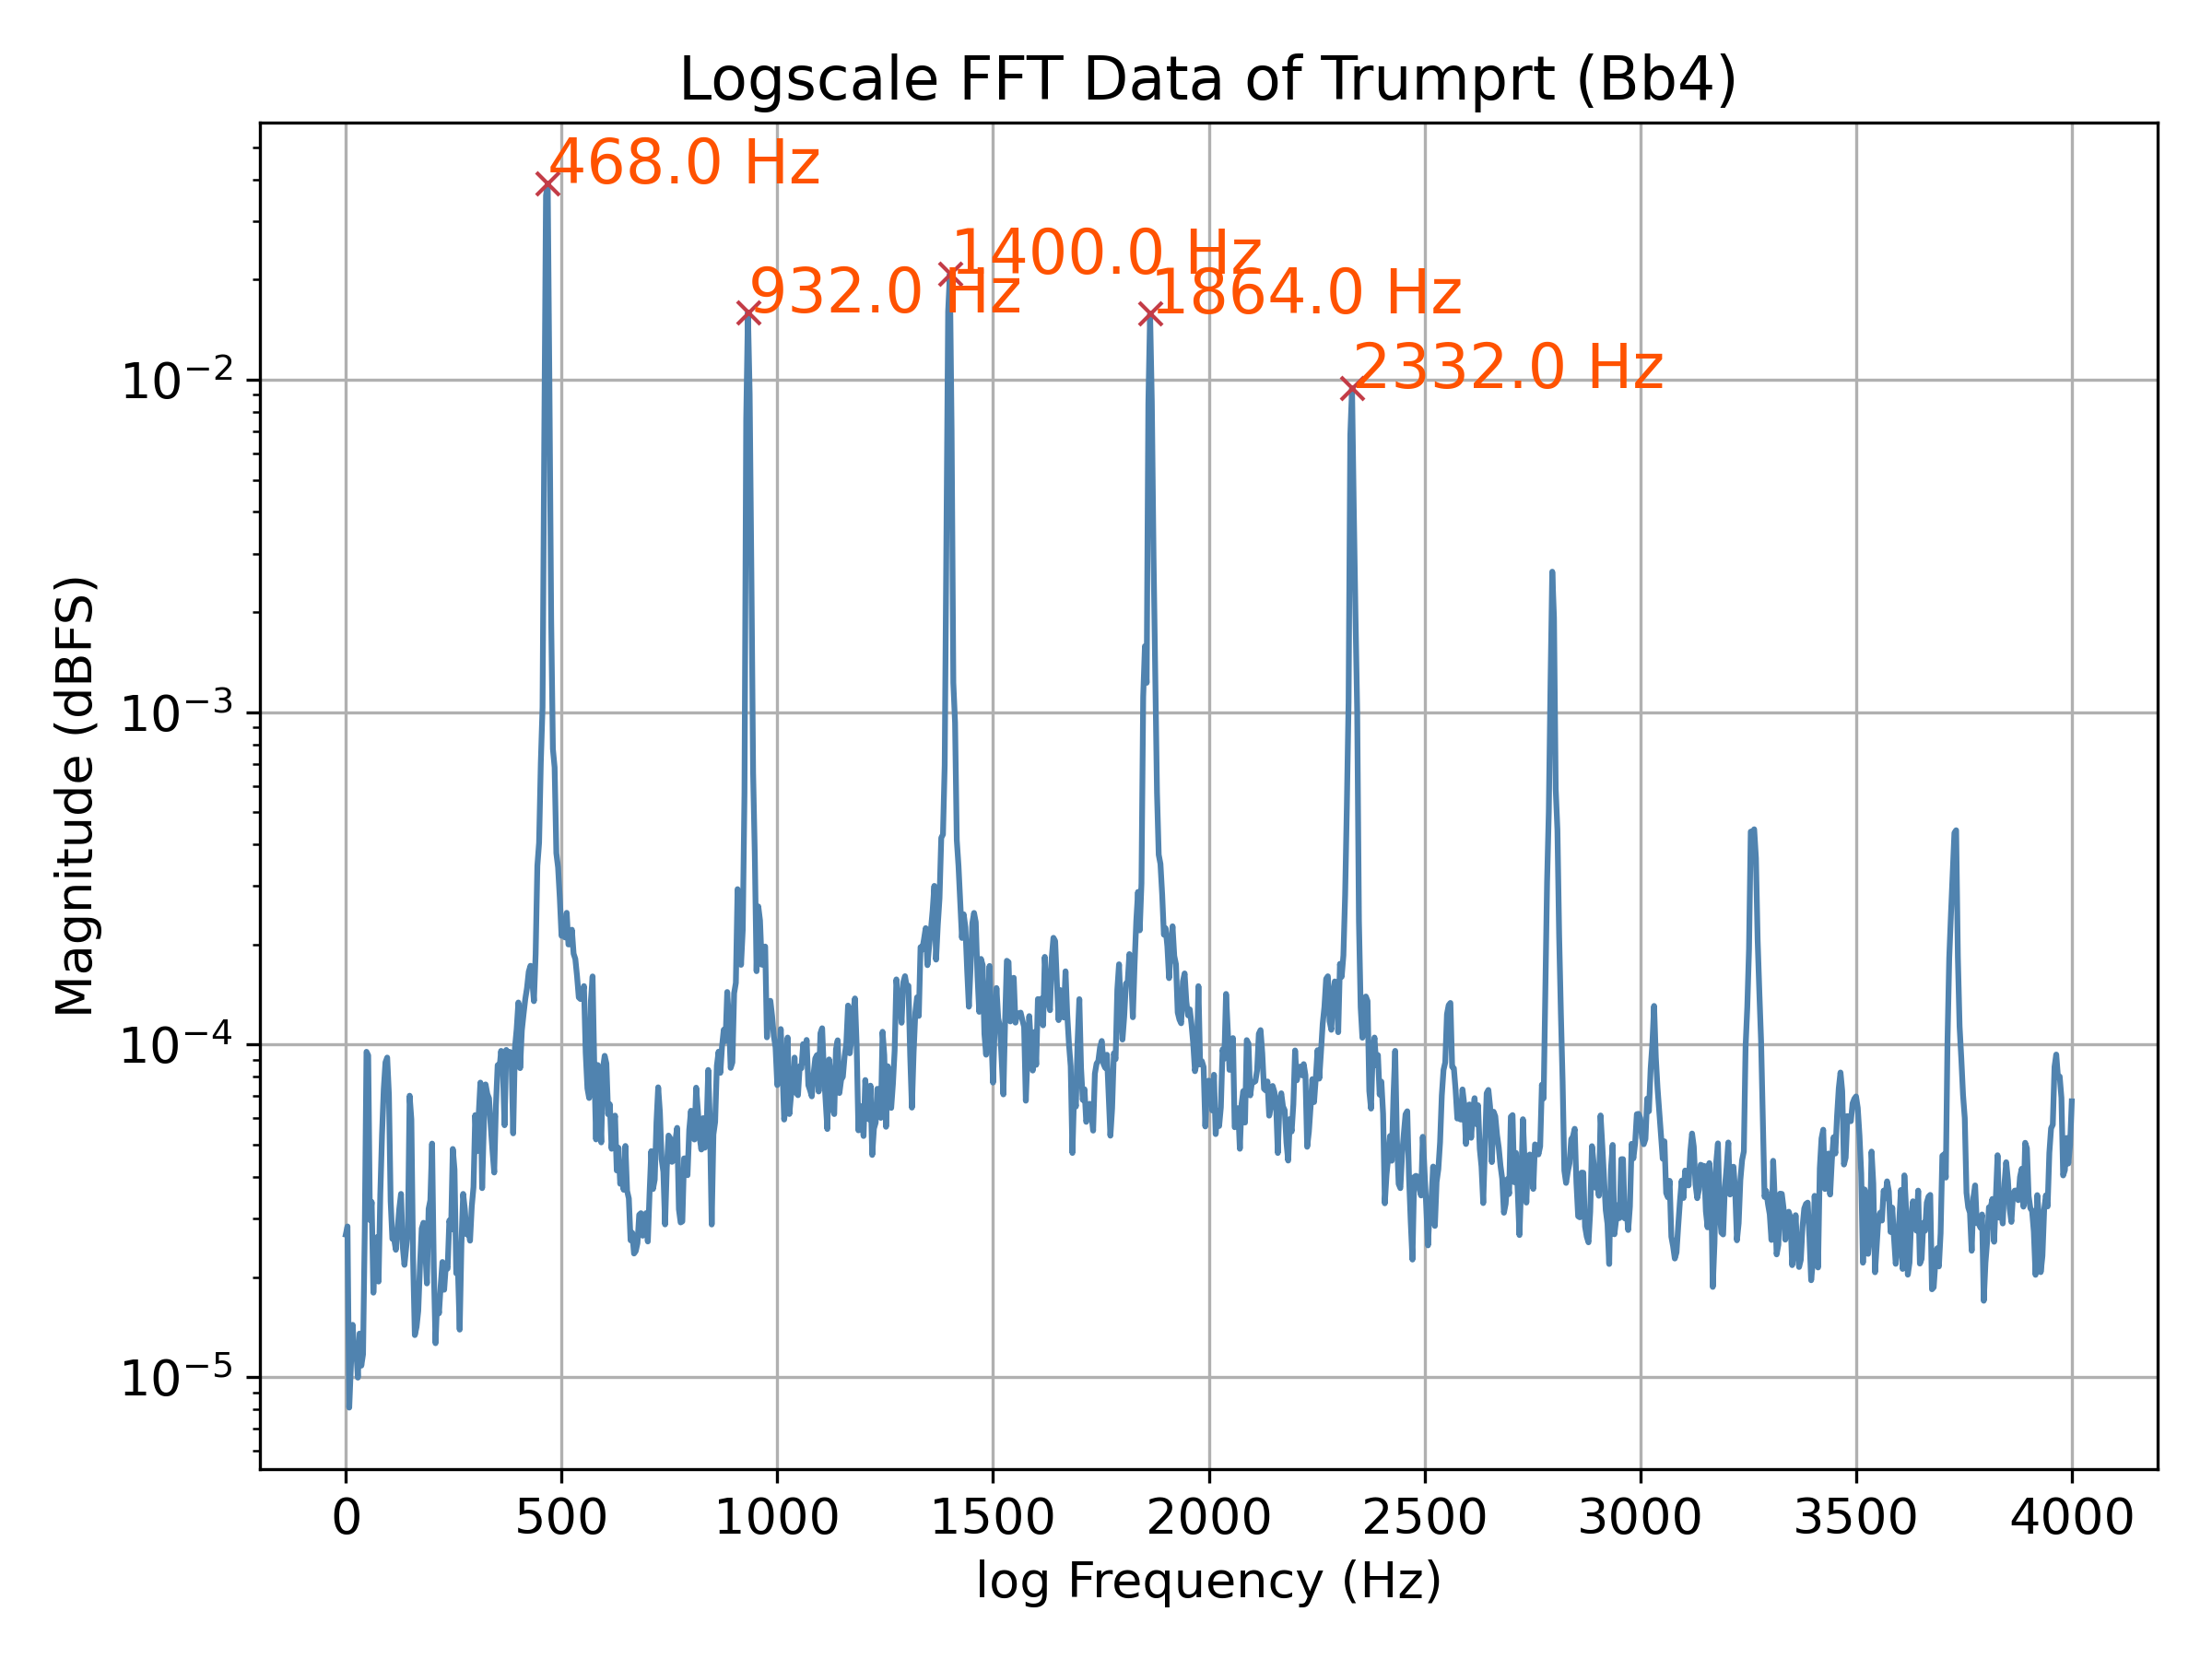 Logscale FFT Data of Trumprt (Bb4)
468.0 Hz
1400.0 Hz
932.0 Hz
1864.0 Hz
2332.0 Hz
10⁻²
10⁻³
10⁻⁴
10⁻⁵
Magnitude (dBFS)
0 500 1000 1500 2000 2500 3000 3500 4000
log Frequency (Hz)